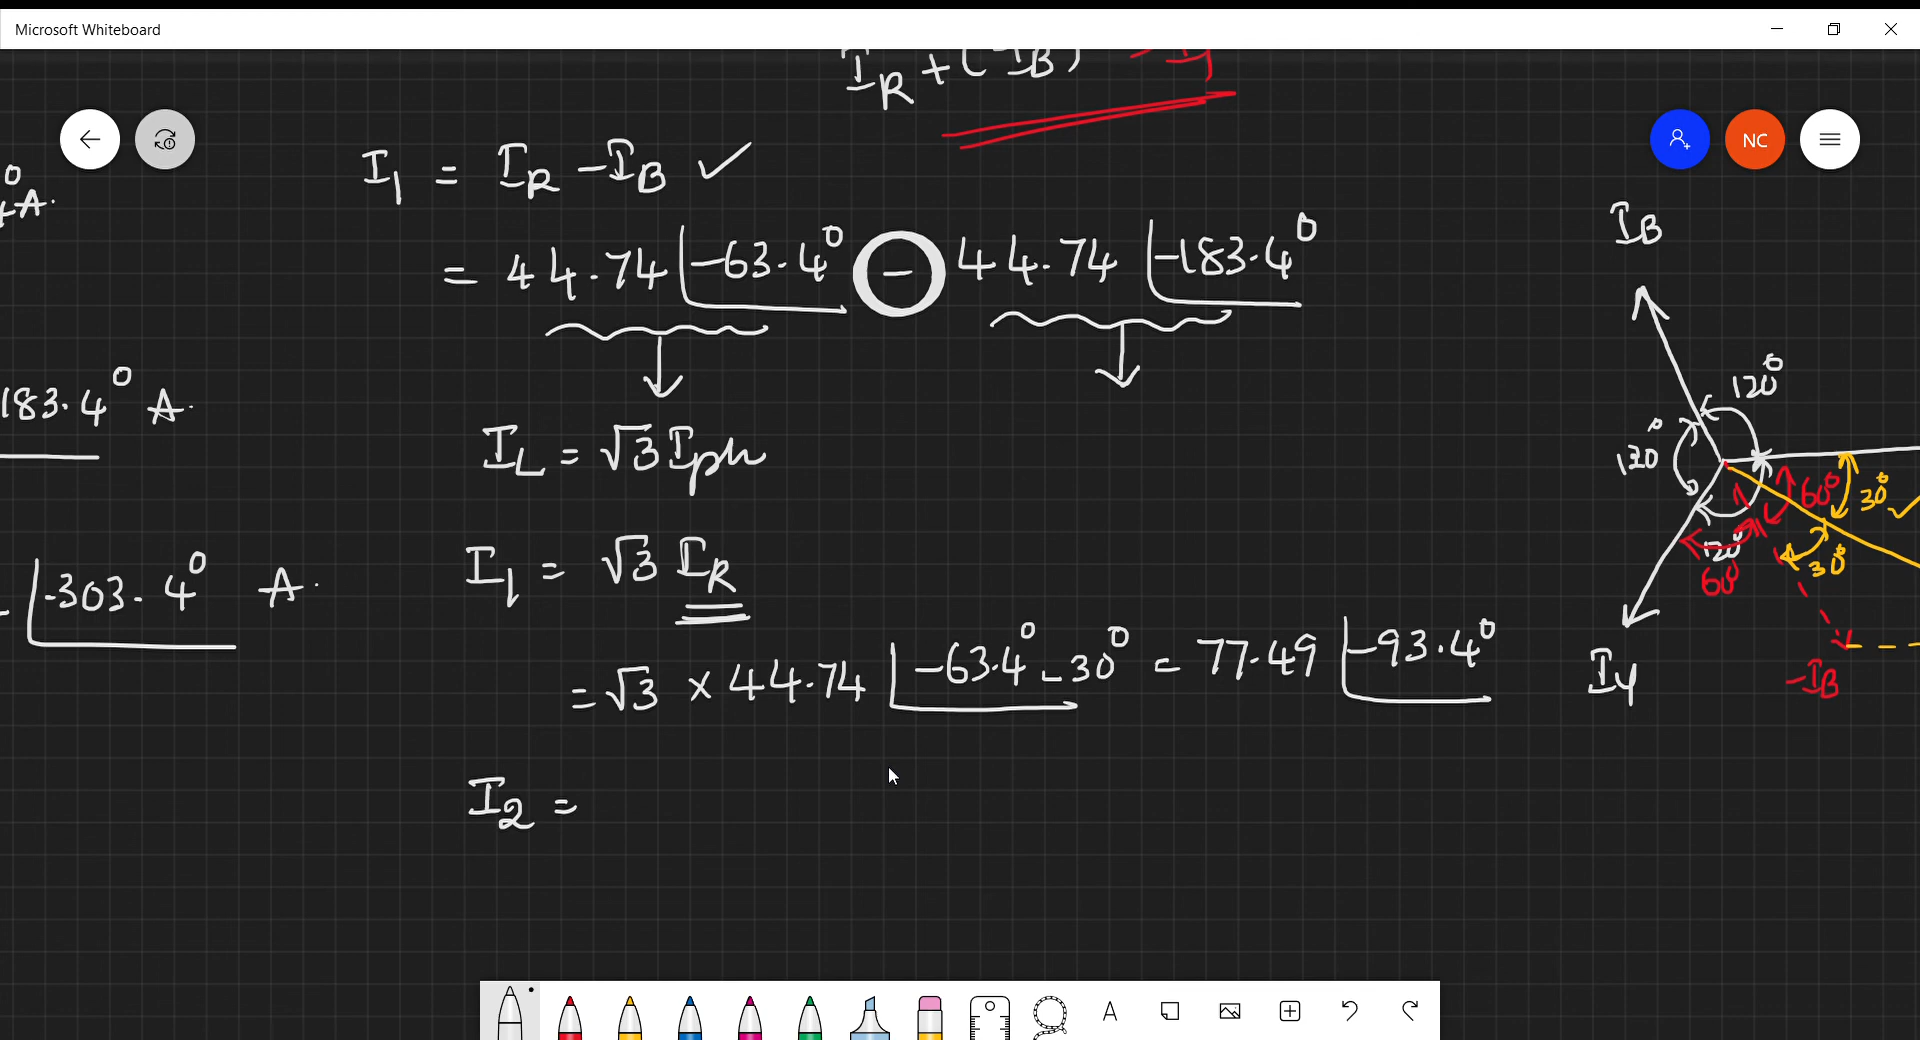 Microsoft Whiteboard
I_R + (-I_B)
NC
I_1 = I_R - I_B ✓
0
A.
= 44.74 ∠-63.4° - 44.74 ∠-183.4°
183.4° A.
I_L = √3 I_ph
∠-303.4° A.
I_1 = √3 I_R
= √3 × 44.74 ∠-63.4° - 30° = 77.49 ∠-93.4°
I_2 =
I_B
120°
120°
60°
30° ✓
120°
60°
30°
I_Y
-I_B
A